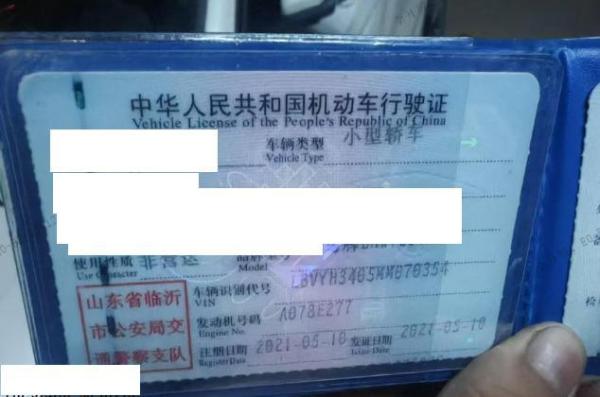 中华人民共和国机动车行驶证
Vehicle License of the People's Republic of China
车辆类型 小型轿车
Vehicle Type
使用性质 非营运
Use Character
Model
山东省临沂
市公安局交
通警察支队
车辆识别代号 LBVYH3405MM070354
VIN
发动机号码 A078E277
Engine No.
注册日期 2021-05-10 发证日期 2021-05-10
Register Date Issue Date